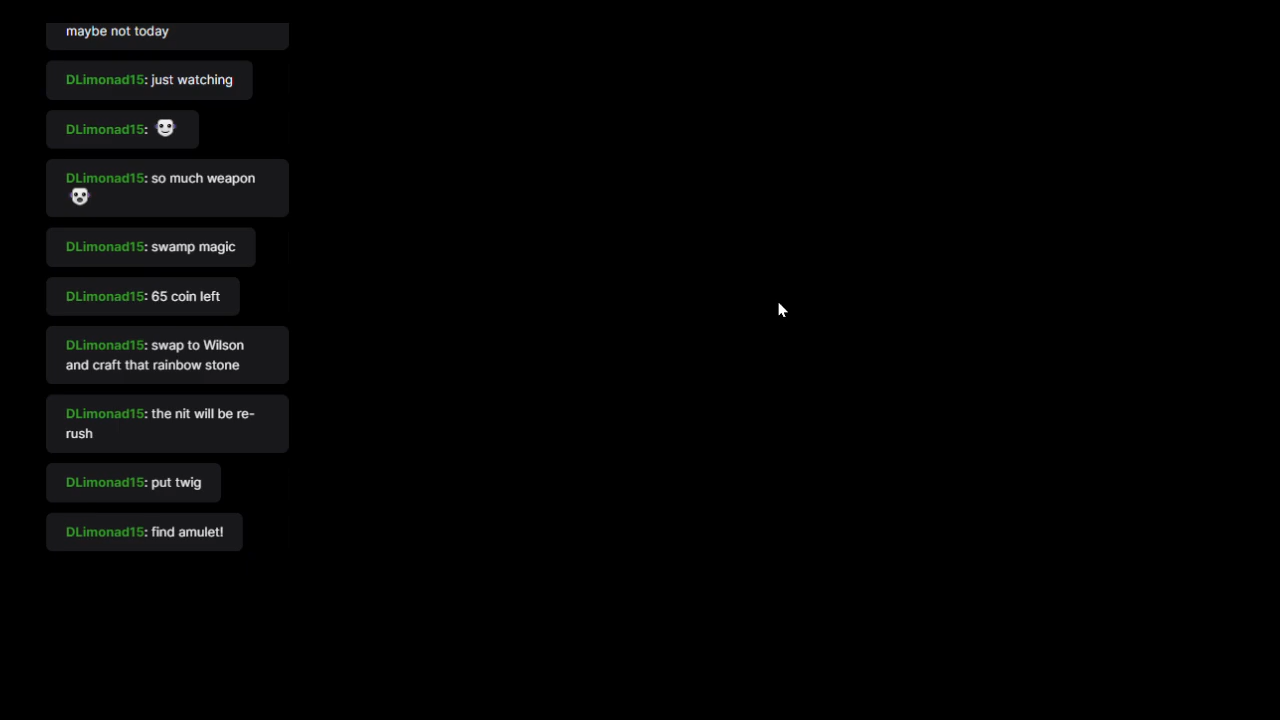 maybe not today
DLimonad15: just watching
DLimonad15:
DLimonad15: so much weapon
DLimonad15: swamp magic
DLimonad15: 65 coin left
DLimonad15: swap to Wilson
and craft that rainbow stone
DLimonad15: the nit will be re-
rush
DLimonad15: put twig
DLimonad15: find amulet!